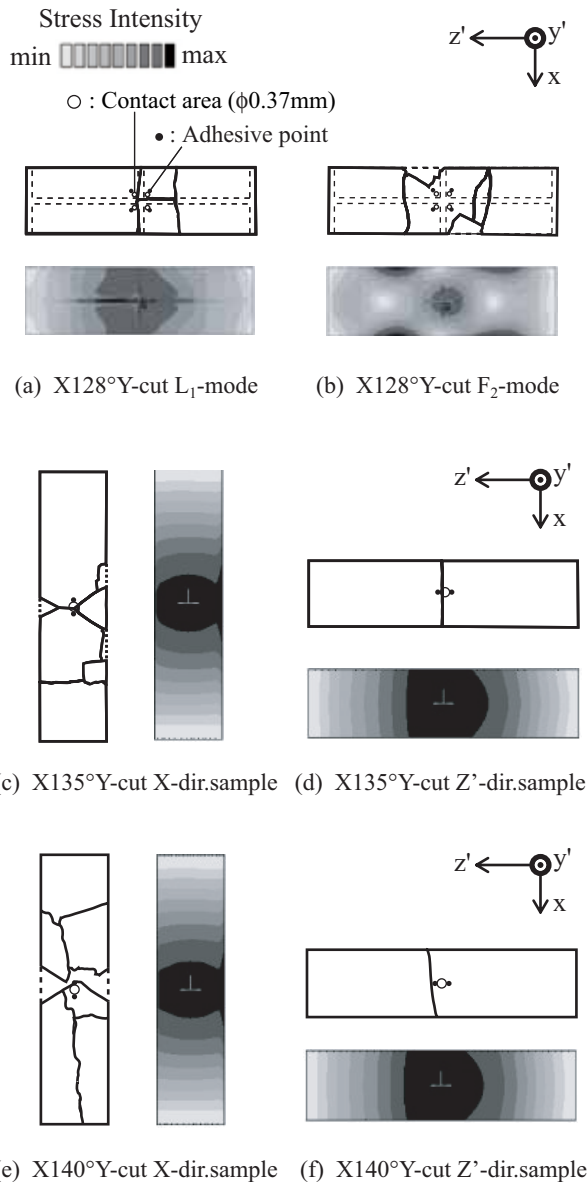 Stress Intensity
min max
: Contact area (ϕ0.37mm)
: Adhesive point
z' y'
x
(a) X128°Y-cut L₁-mode (b) X128°Y-cut F₂-mode
z' y'
x
(c) X135°Y-cut X-dir.sample (d) X135°Y-cut Z’-dir.sample
z' y'
x
(e) X140°Y-cut X-dir.sample (f) X140°Y-cut Z’-dir.sample